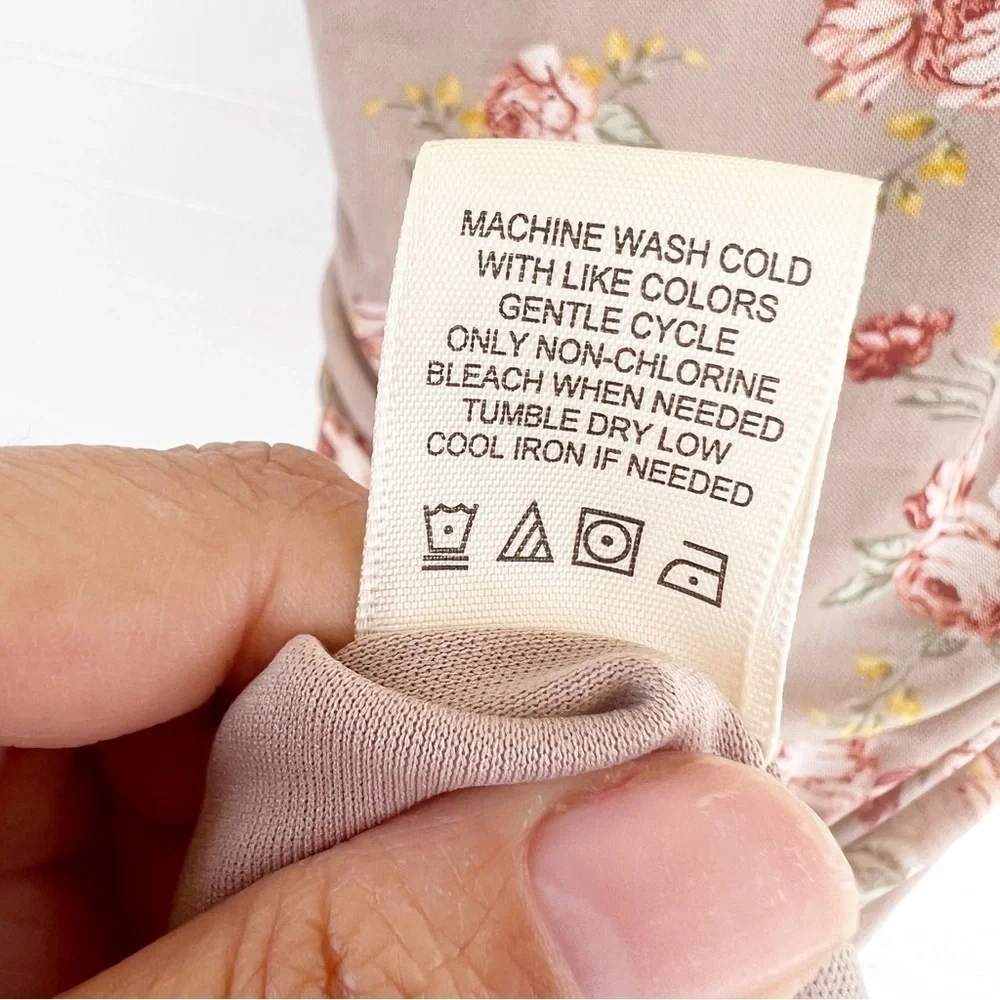 MACHINE WASH COLD
WITH LIKE COLORS
GENTLE CYCLE
ONLY NON-CHLORINE
BLEACH WHEN NEEDED
TUMBLE DRY LOW
COOL IRON IF NEEDED